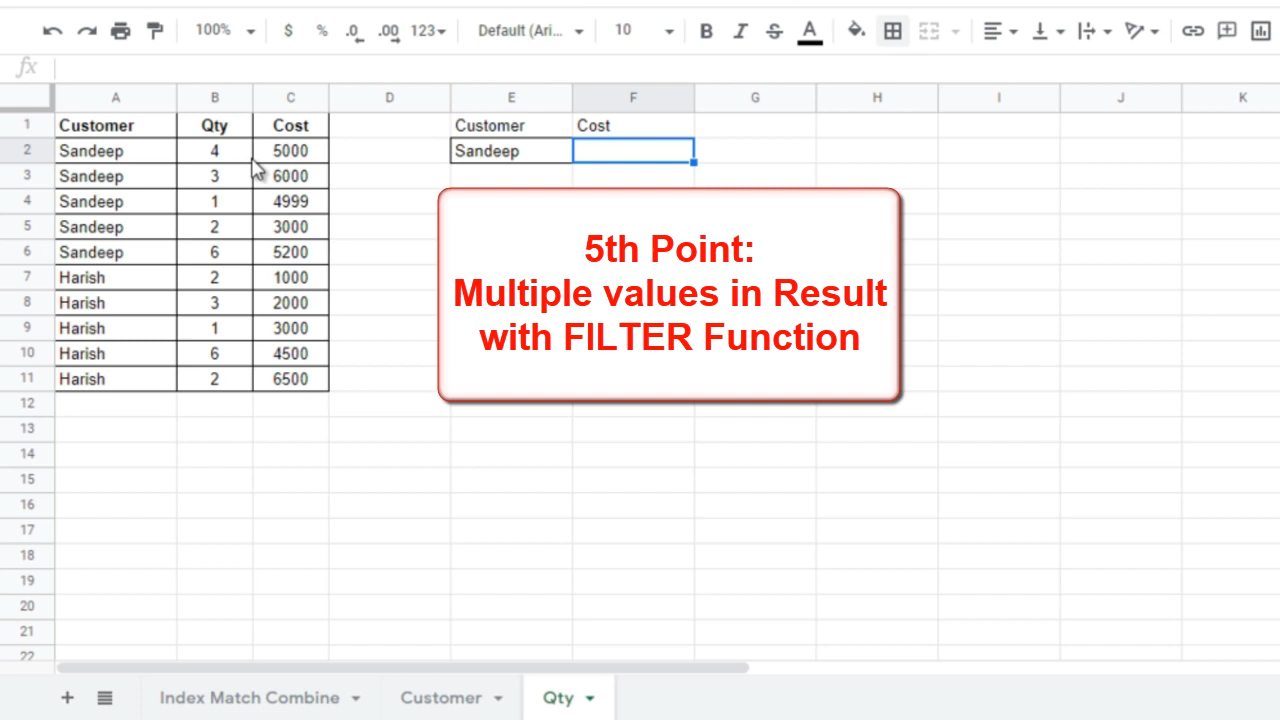 100% $ % .0 .00 123 Default (Ari... 10 B I S A
fx
A B C D E F G H I J K
1 Customer Qty Cost Customer Cost
2 Sandeep 4 5000 Sandeep
3 Sandeep 3 6000
4 Sandeep 1 4999
5 Sandeep 2 3000
6 Sandeep 6 5200
7 Harish 2 1000
8 Harish 3 2000
9 Harish 1 3000
10 Harish 6 4500
11 Harish 2 6500
5th Point:
Multiple values in Result
with FILTER Function
12
13
14
15
16
17
18
19
20
21
22
+ Index Match Combine Customer Qty